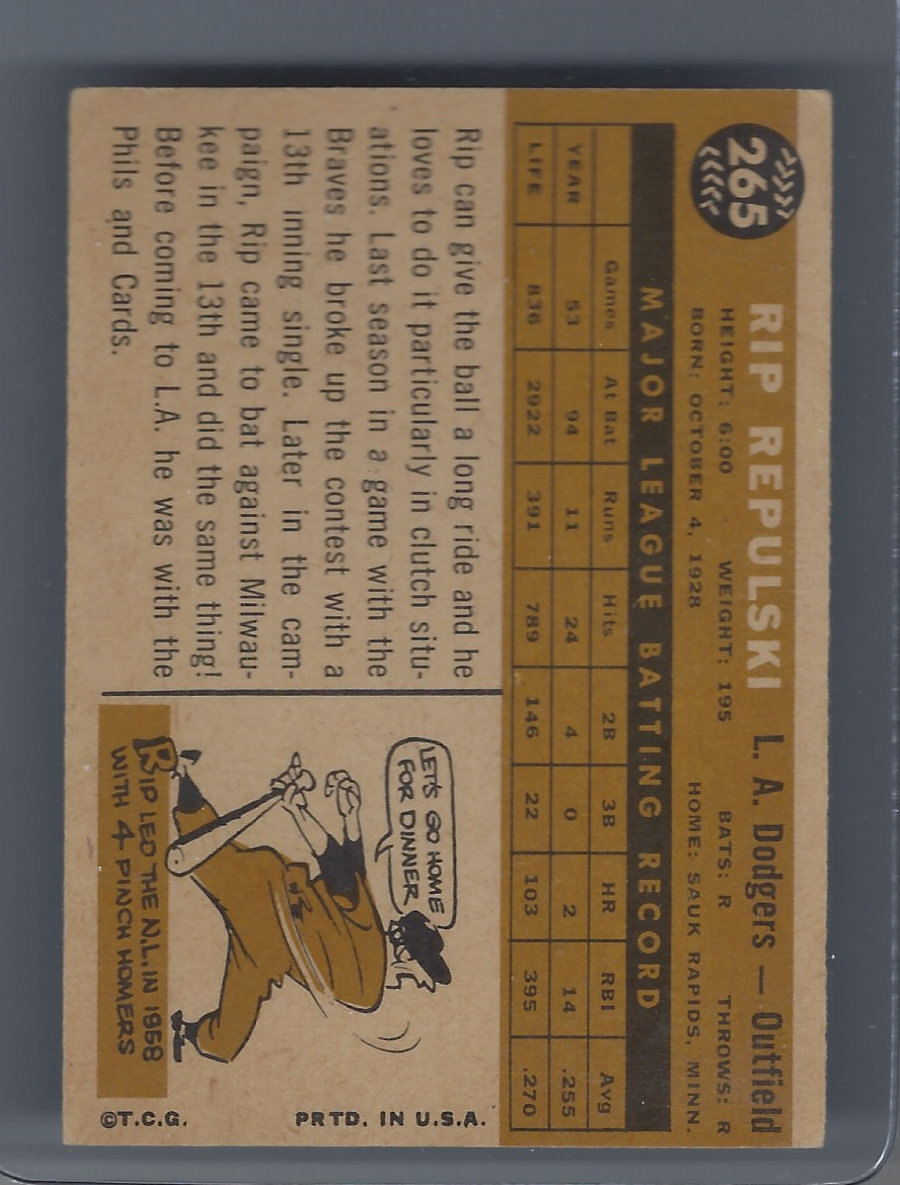 265
RIP REPULSKI L. A. Dodgers — Outfield
HEIGHT: 6:00 WEIGHT: 195 BATS: R THROWS: R
BORN: OCTOBER 4, 1928 HOME: SAUK RAPIDS, MINN.
MAJOR LEAGUE BATTING RECORD
Games At Bat Runs Hits 2B 3B HR RBI Avg
YEAR 53 94 11 24 4 0 2 14 .255
LIFE 836 2922 391 789 146 22 103 395 .270
Rip can give the ball a long ride and he
loves to do it particularly in clutch situ-
ations. Last season in a game with the
Braves he broke up the contest with a
13th inning single. Later in the cam-
paign, Rip came to bat against Milwau-
kee in the 13th and did the same thing!
Before coming to L.A. he was with the
Phils and Cards.
LET'S GO HOME
FOR DINNER
RIP LED THE N.L. IN 1958
WITH 4 PINCH HOMERS
©T.C.G. PRTD. IN U.S.A.